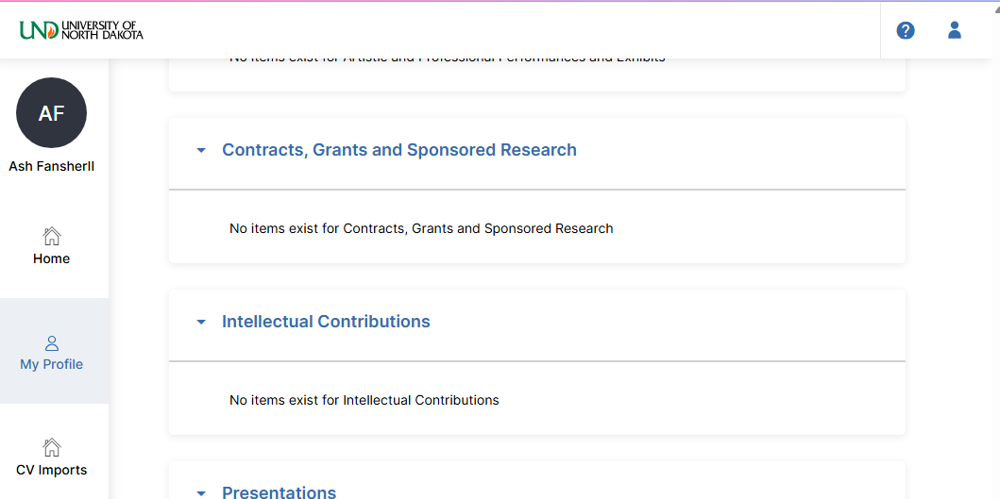 UND UNIVERSITY OF
NORTH DAKOTA
?
No items exist for Artistic and Professional Performances and Exhibits
AF
Ash Fansherll
Home
My Profile
CV Imports
Contracts, Grants and Sponsored Research
No items exist for Contracts, Grants and Sponsored Research
Intellectual Contributions
No items exist for Intellectual Contributions
Presentations